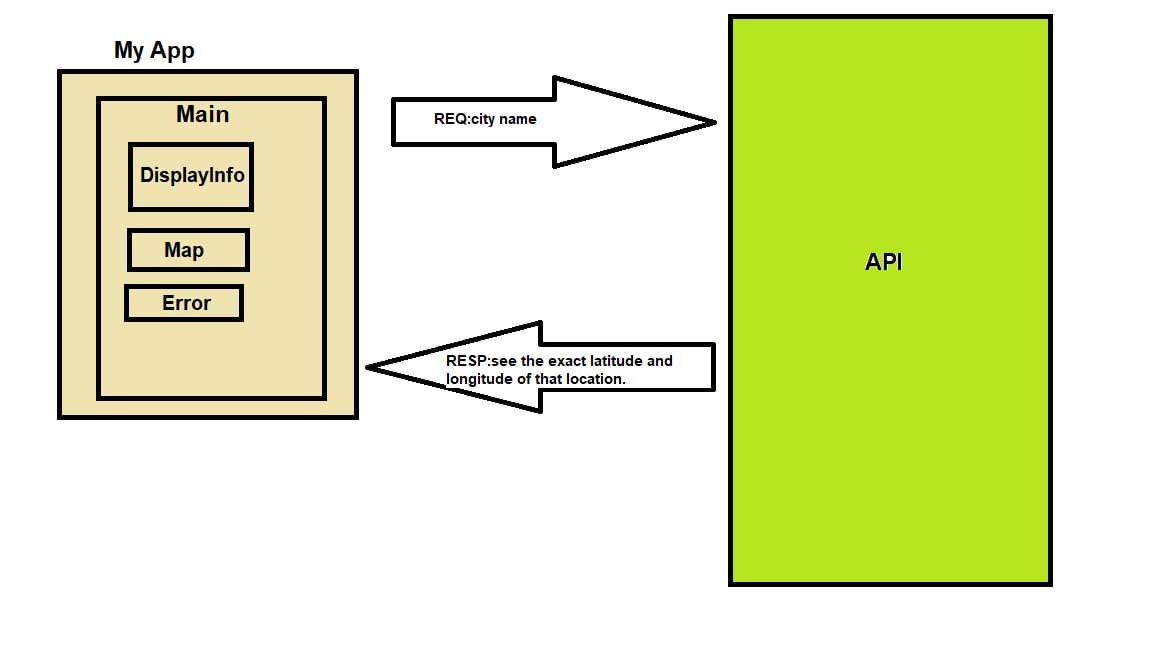 My App
Main
DisplayInfo
Map
Error
REQ:city name
RESP:see the exact latitude and
longitude of that location.
API